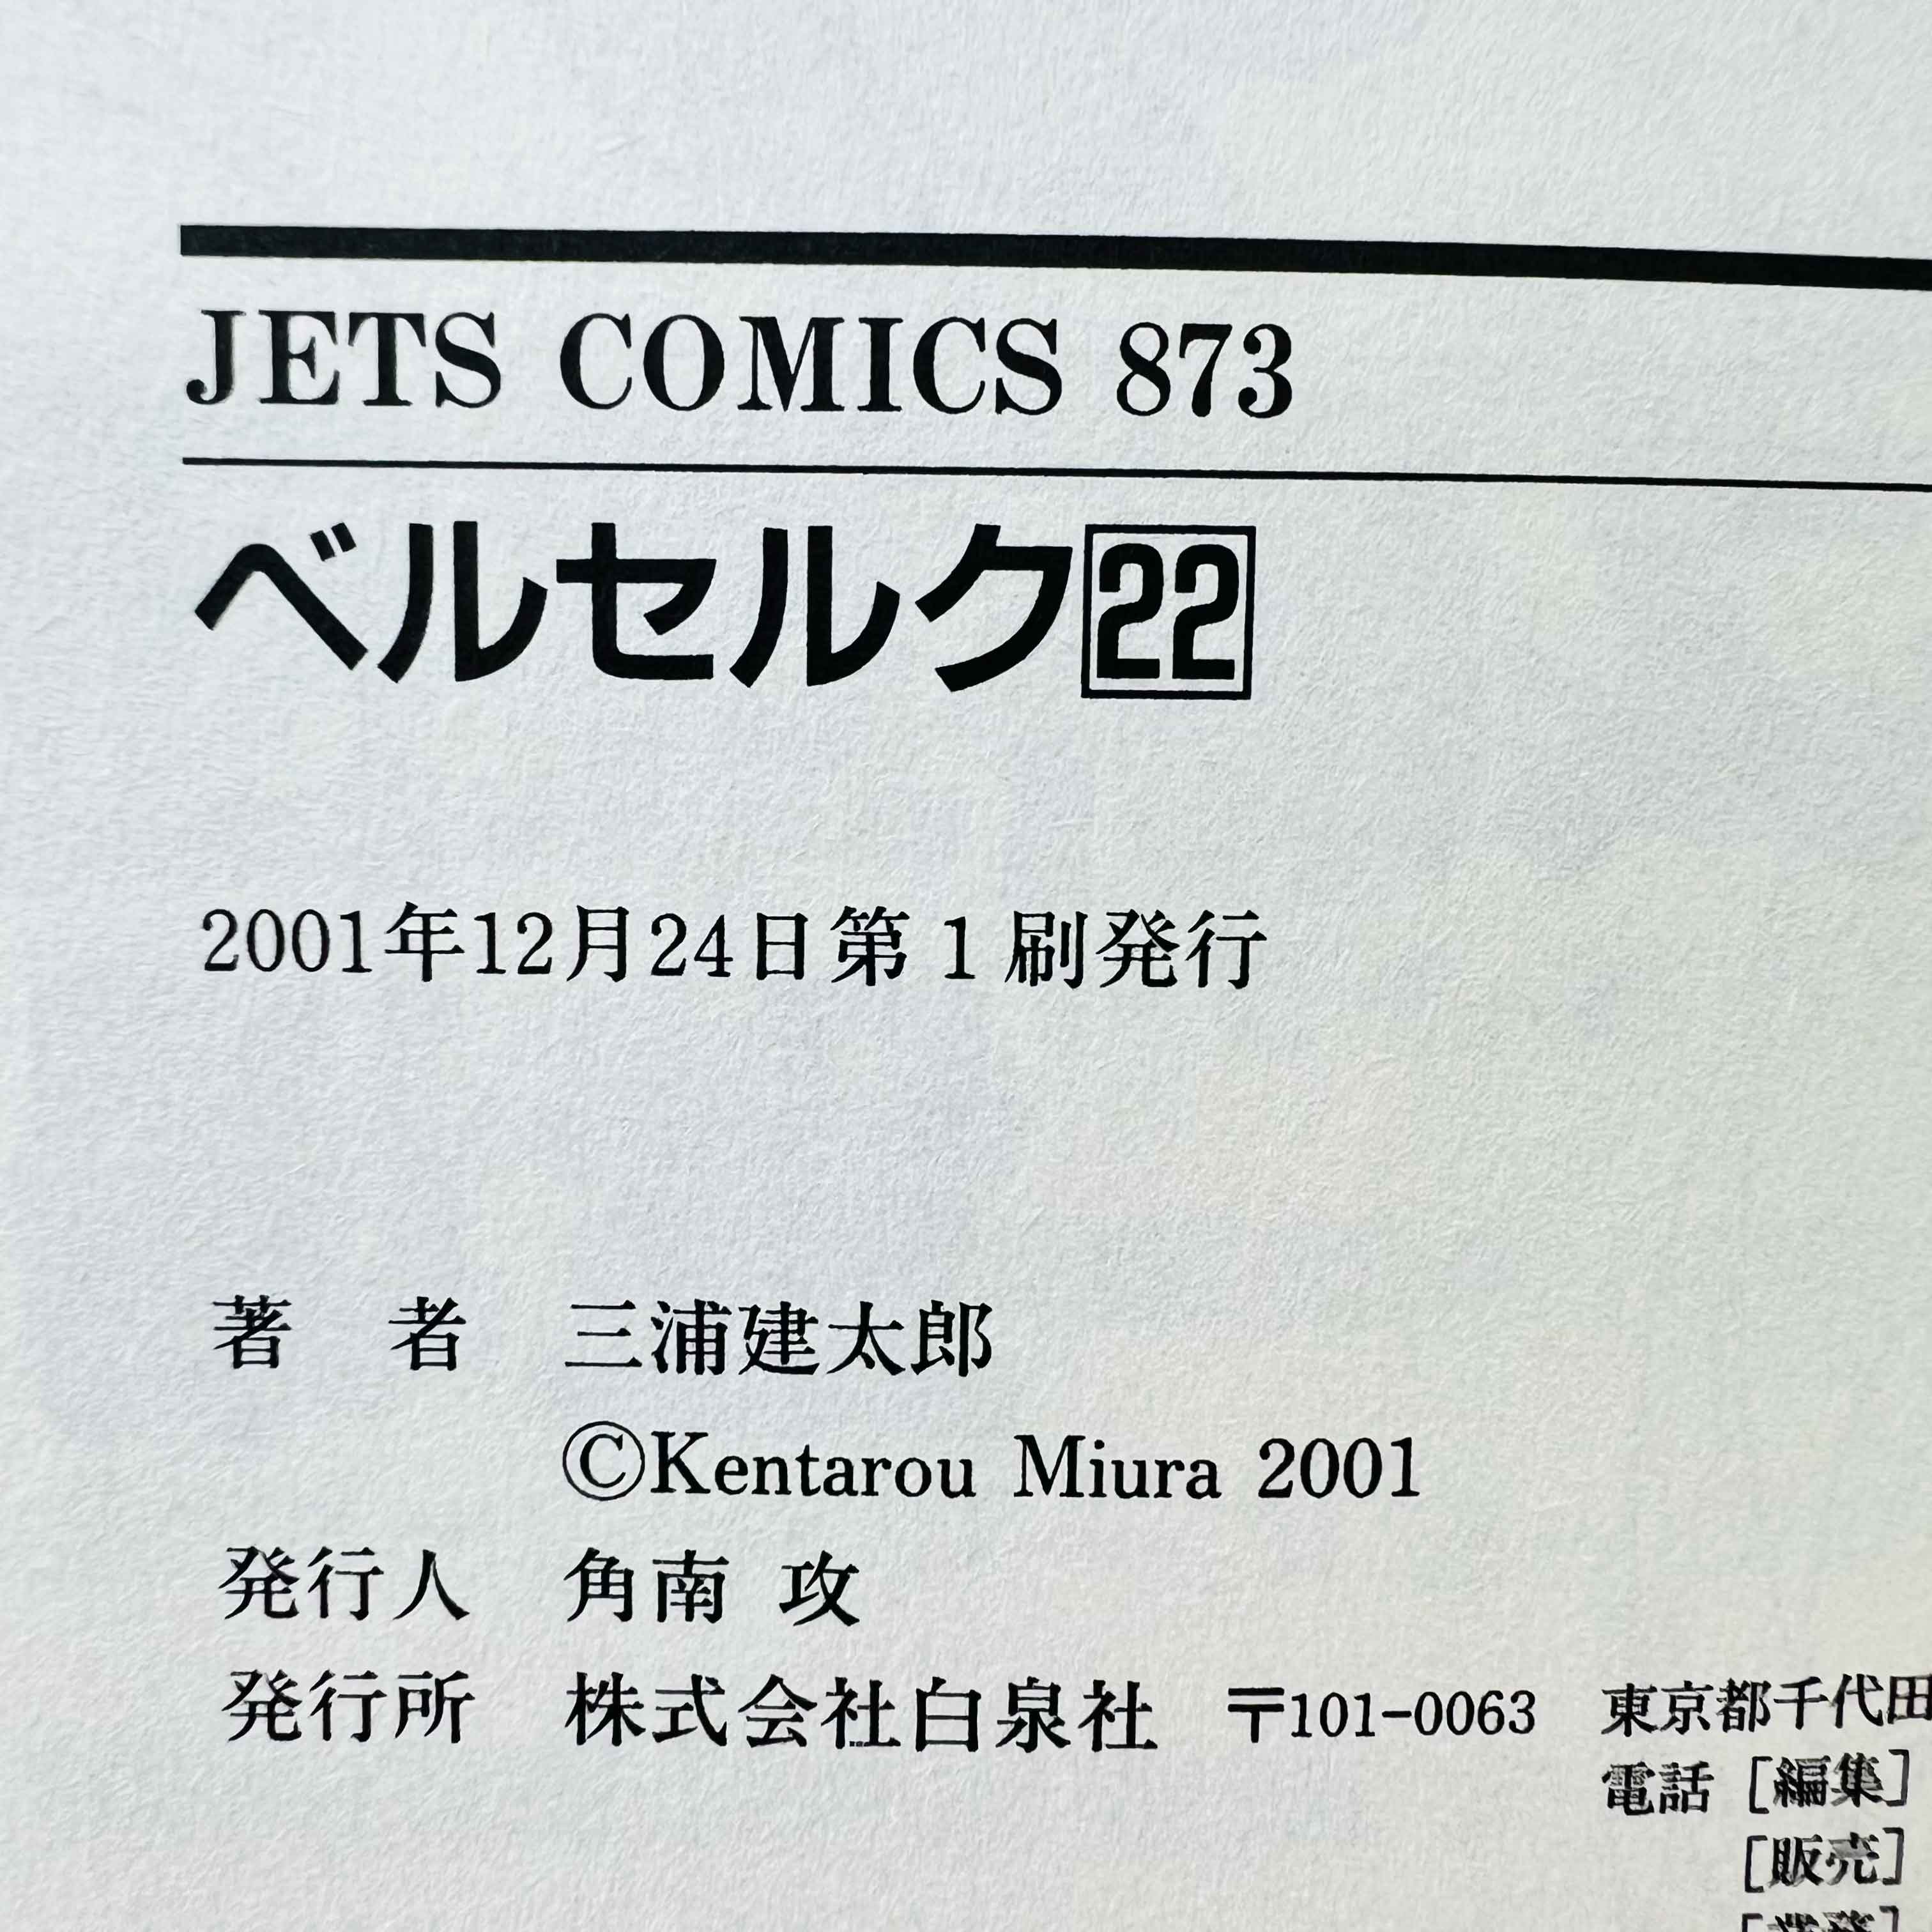 JETS COMICS 873
ベルセルク22
2001年12月24日第1刷発行
著 者 三浦建太郎
©Kentarou Miura 2001
発行人 角南 攻
発行所 株式会社白泉社 〒101-0063 東京都千代田
電話 [編集]
[販売]
[業務]